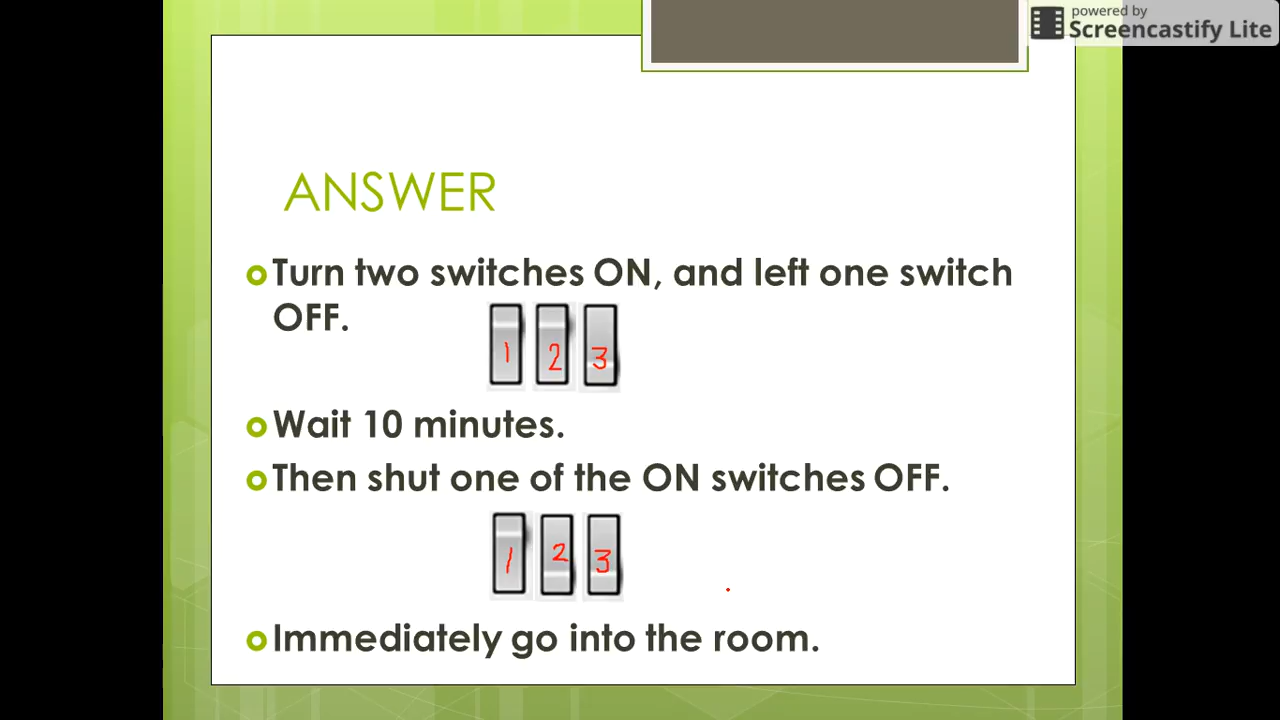 powered by
Screencastify Lite
ANSWER
Turn two switches ON, and left one switch
OFF.
1 2 3
Wait 10 minutes.
Then shut one of the ON switches OFF.
1 2 3
Immediately go into the room.